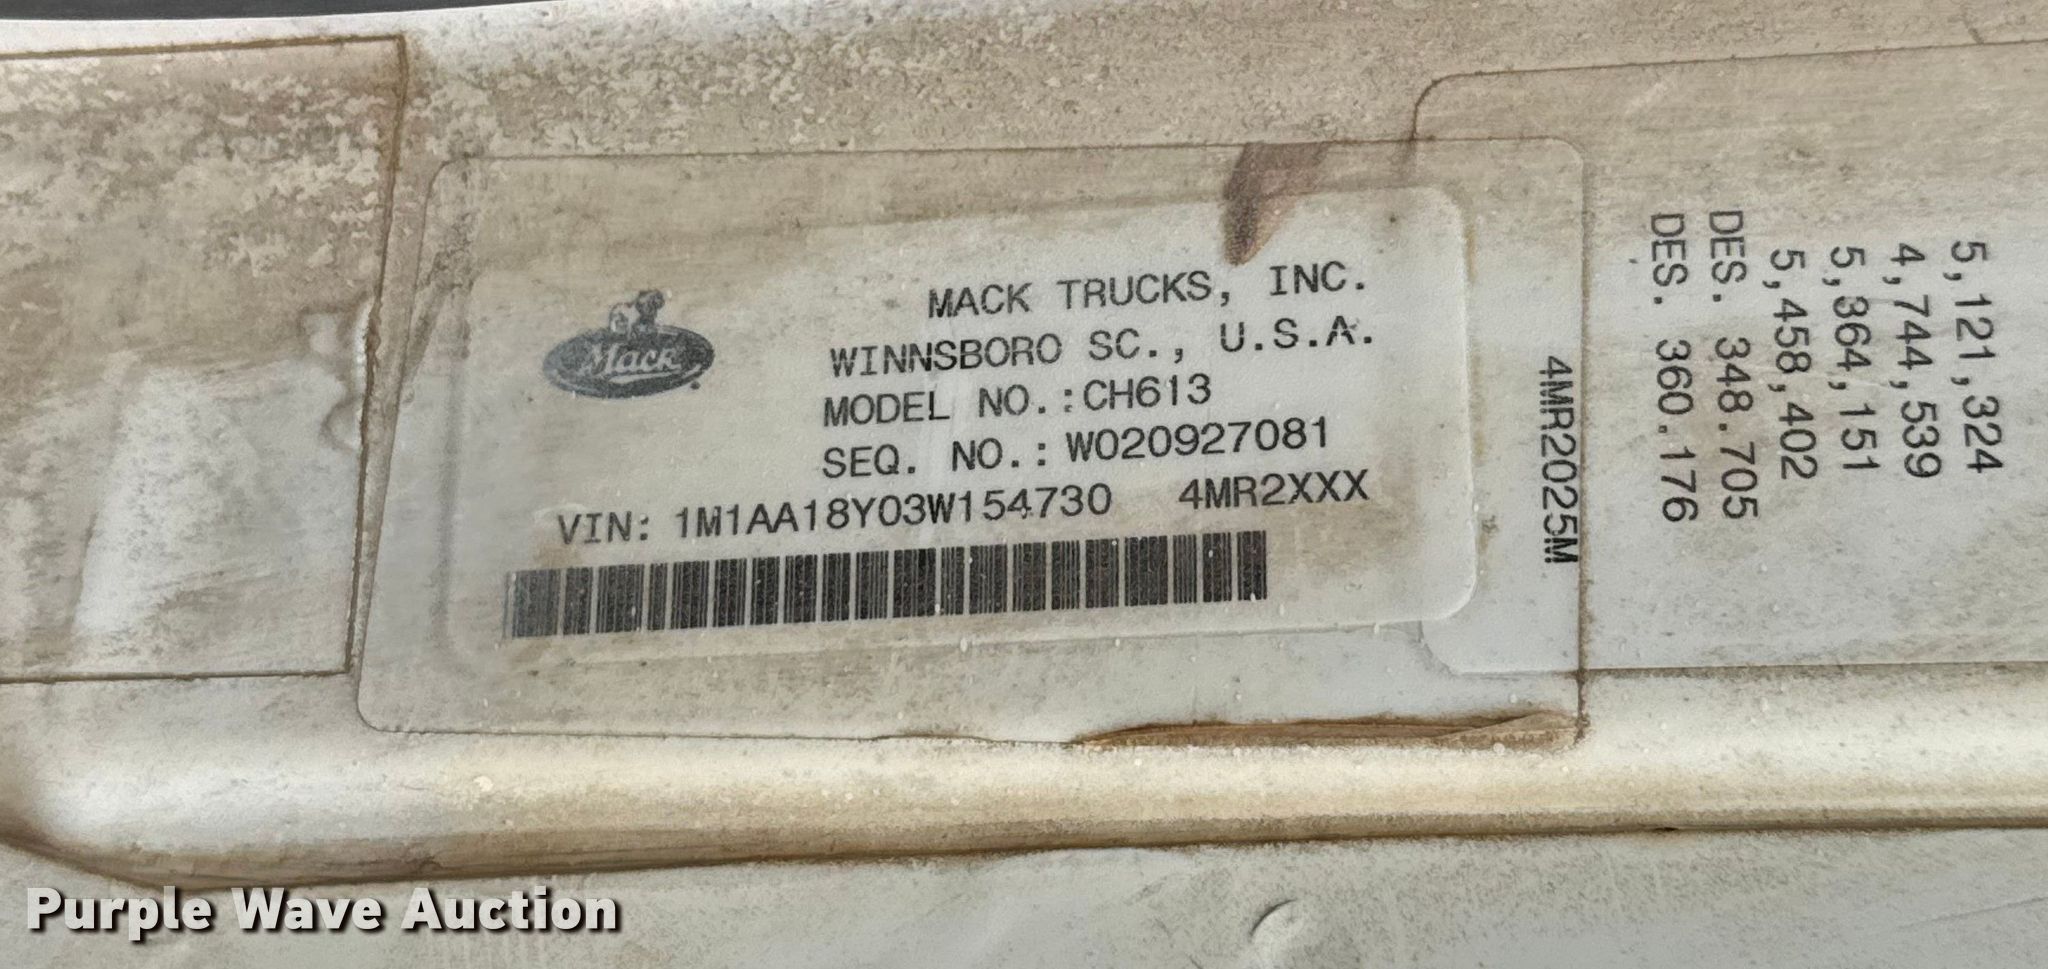 Mack
MACK TRUCKS, INC.
WINNSBORO SC., U.S.A.
MODEL NO.:CH613
SEQ. NO.: W020927081
VIN: 1M1AA18Y03W154730 4MR2XXX
4MR2025M
5,121,324
4,744,539
5,364,151
5,458,402
DES. 348.705
DES. 360.176
Purple Wave Auction